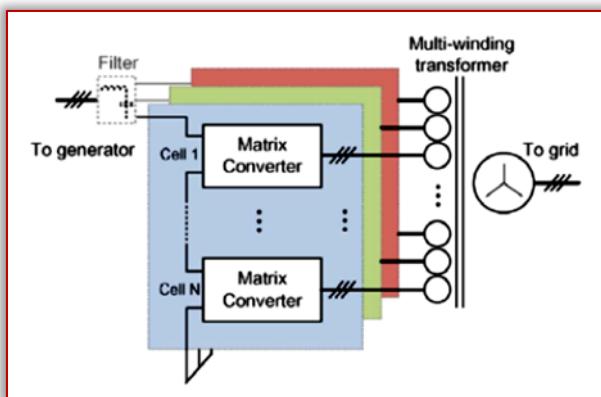 Filter
Multi-winding
transformer
To generator
Cell 1
Matrix
Converter
To grid
Cell N
Matrix
Converter